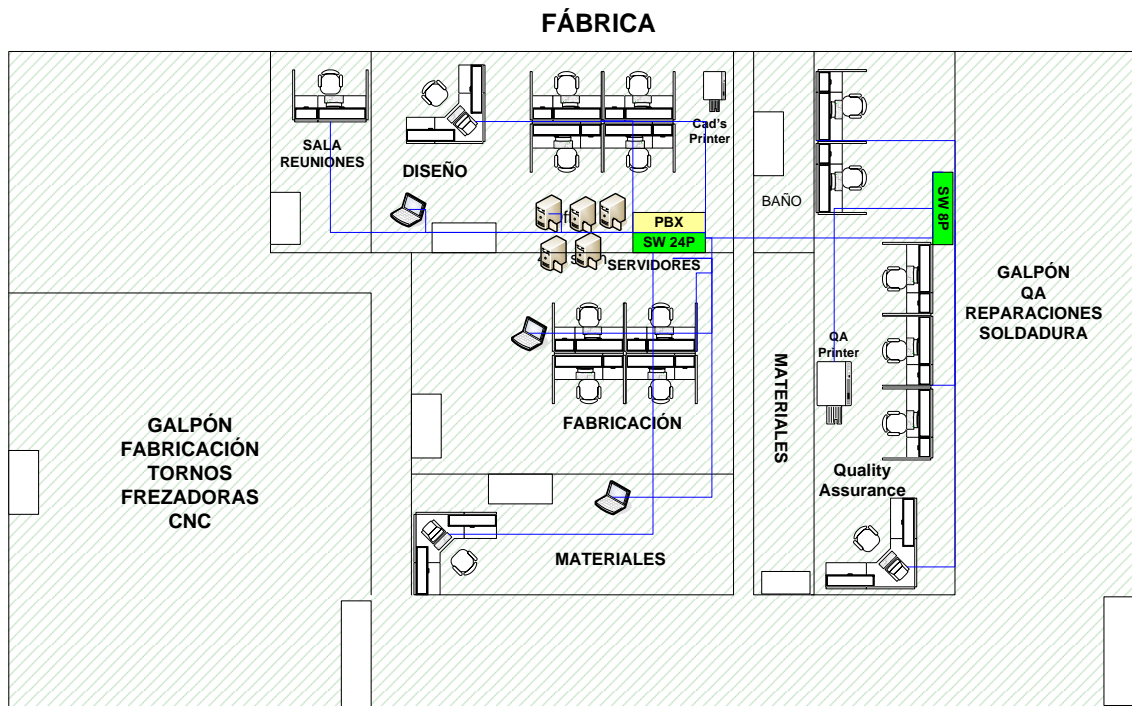 FÁBRICA
SALA
REUNIONES
DISEÑO
Cad's
Printer
BAÑO
PBX
SW 24P
SERVIDORES
SW 8P
GALPÓN
QA
REPARACIONES
SOLDADURA
QA
Printer
MATERIALES
FABRICACIÓN
GALPÓN
FABRICACIÓN
TORNOS
FREZADORAS
CNC
Quality
Assurance
MATERIALES